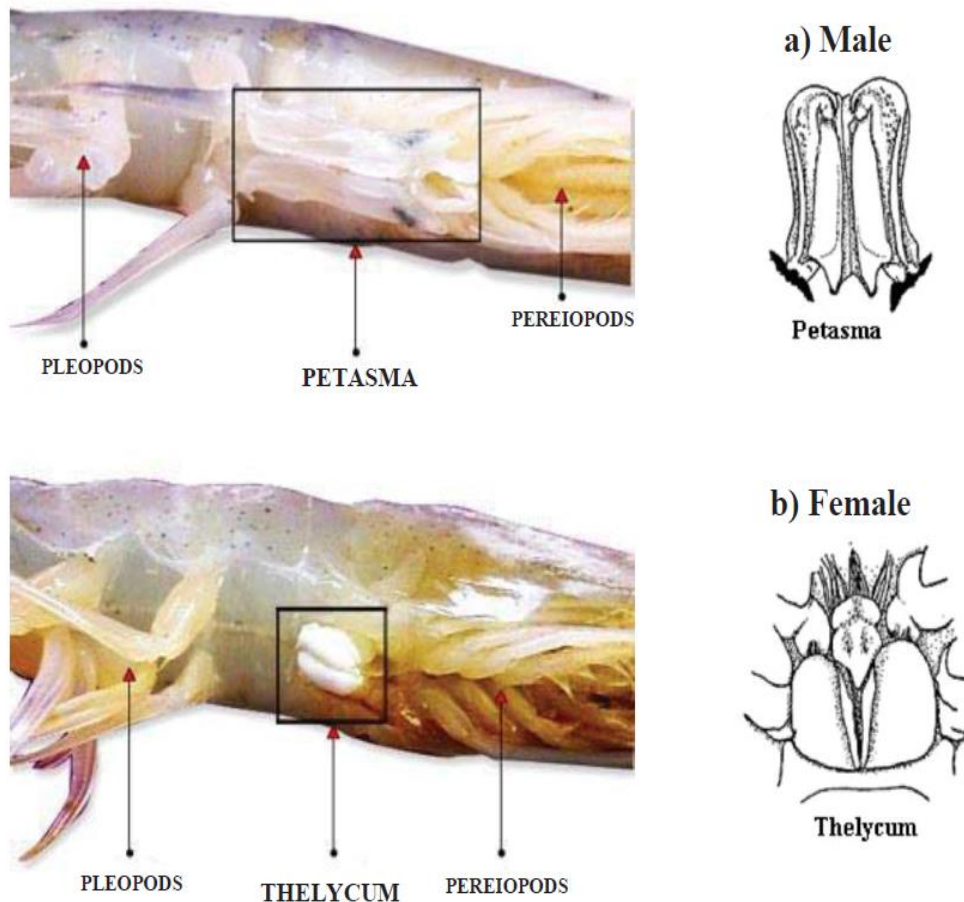 a) Male
PEREIOPODS
Petasma
PLEOPODS
PETASMA
b) Female
Thelycum
PLEOPODS
THELYCUM
PEREIOPODS